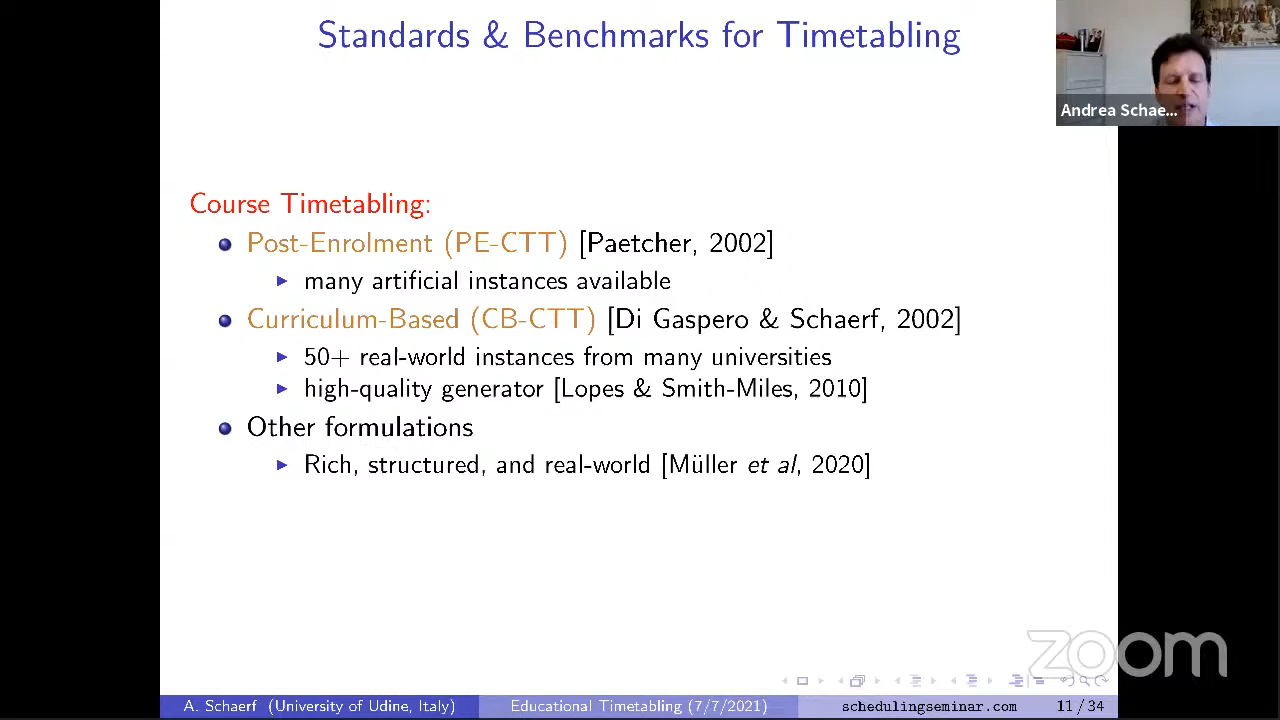 Standards & Benchmarks for Timetabling
Andrea Schae...
Course Timetabling:
Post-Enrolment (PE-CTT) [Paetcher, 2002]
many artificial instances available
Curriculum-Based (CB-CTT) [Di Gaspero & Schaerf, 2002]
50+ real-world instances from many universities
high-quality generator [Lopes & Smith-Miles, 2010]
Other formulations
Rich, structured, and real-world [Müller et al, 2020]
zoom
A. Schaerf (University of Udine, Italy) Educational Timetabling (7/7/2021) schedulingseminar.com 11 / 34